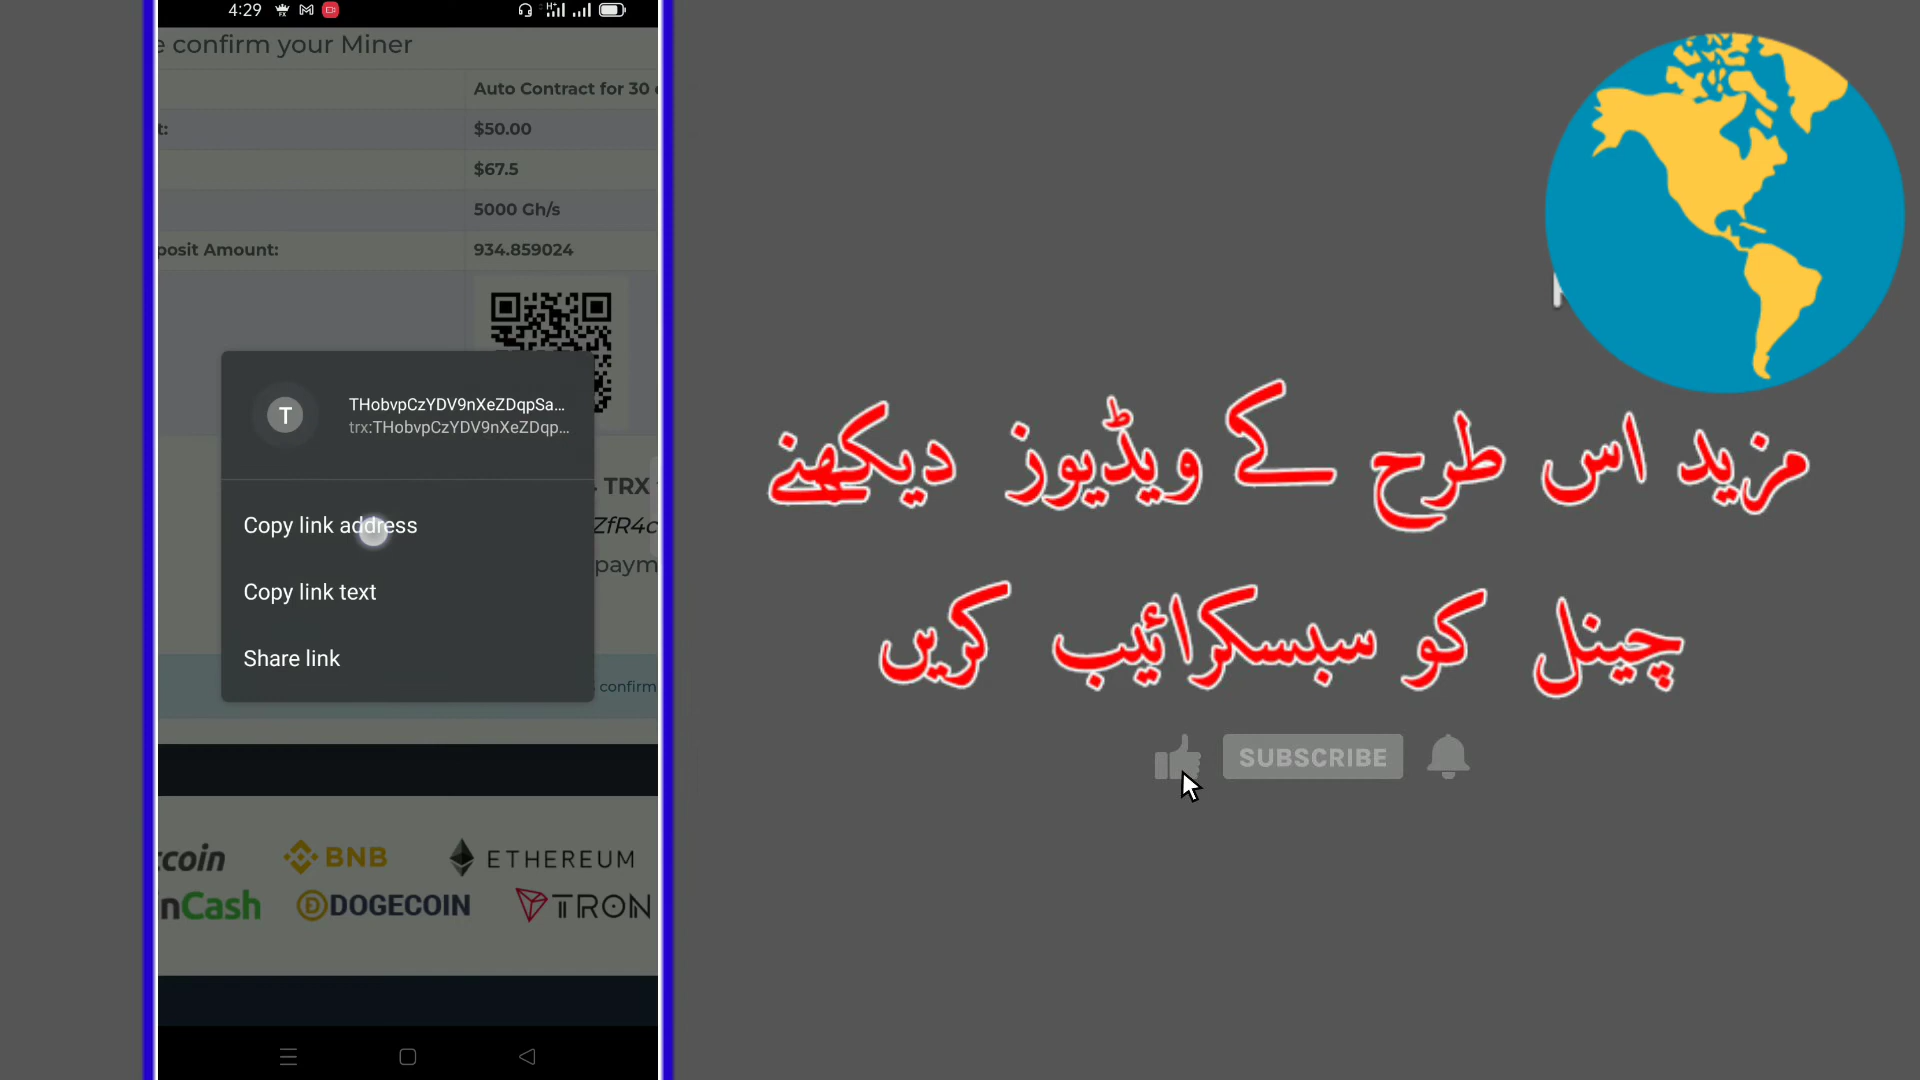 4:29
e confirm your Miner
Auto Contract for 30
t:
$50.00
$67.5
5000 Gh/s
posit Amount:
934.859024
T
THobvpCzYDV9nXeZDqpSa...
trx:THobvpCzYDV9nXeZDqp...
TRX
Copy link address
ZfR4c
paym
Copy link text
Share link
confirm
coin
BNB
ETHEREUM
nCash
DOGECOIN
TRON
مزید اس طرح کے ویڈیوز دیکھنے
چینل کو سبسکرائیب کریں
SUBSCRIBE